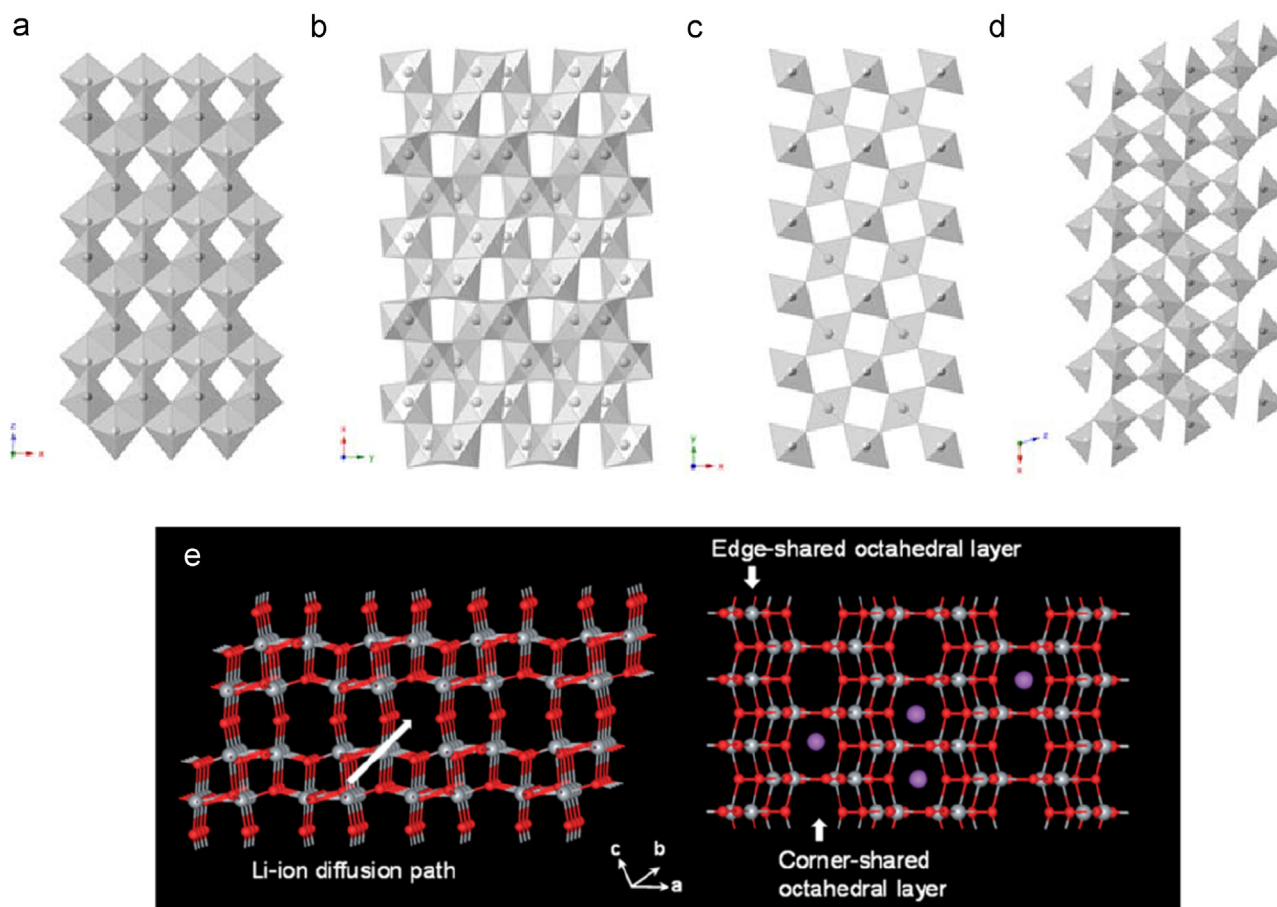 a
b
c
d
z
x
x
y
y
x
z
x
e
Edge-shared octahedral layer
Li-ion diffusion path
c
b
a
Corner-shared
octahedral layer